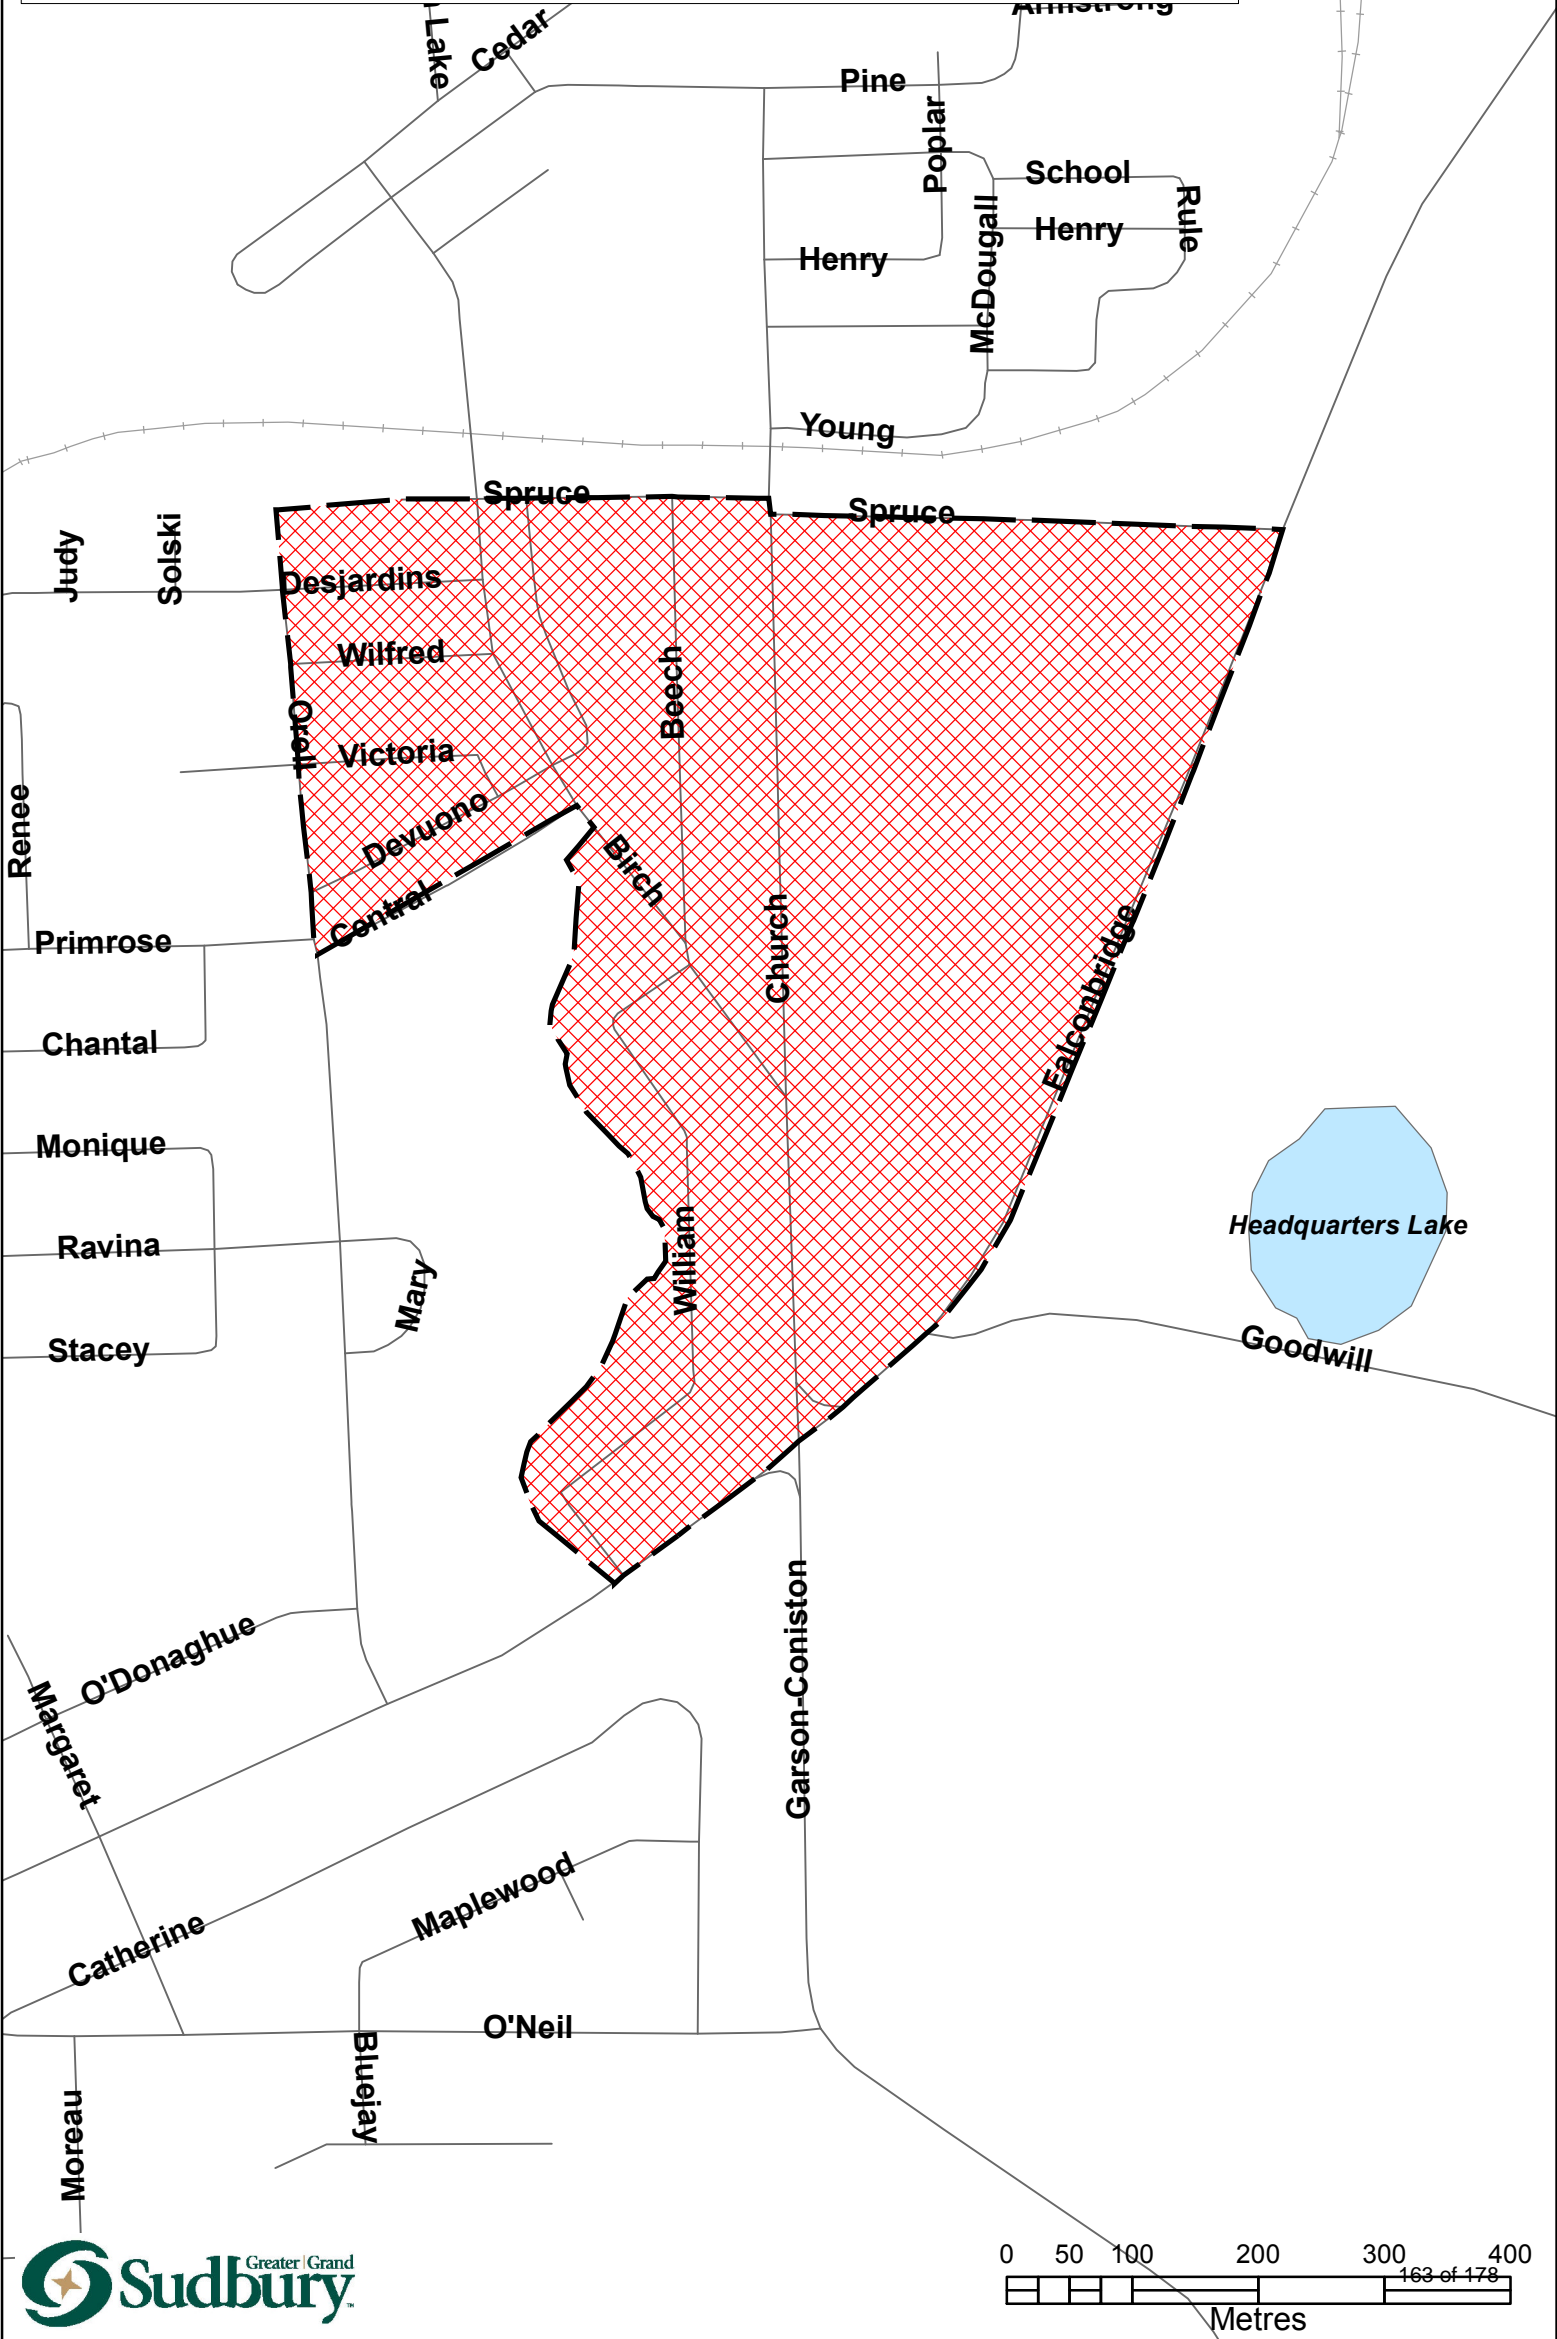 Armstrong
Lake
Cedar
Pine
Poplar
School
Rule
McDougall
Henry
Henry
Young
Spruce
Spruce
Judy
Solski
Desjardins
Wilfred
Beech
Orell
Victoria
Renee
Devuono
Birch
Central
Church
Falconbridge
Primrose
Chantal
Monique
William
Headquarters Lake
Ravina
Mary
Stacey
Goodwill
O'Donaghue
Garson-Coniston
Margaret
Maplewood
Catherine
O'Neil
Bluejay
Moreau
Greater | Grand
Sudbury
TM
0 50 100 200 300 400
163 of 178
Metres